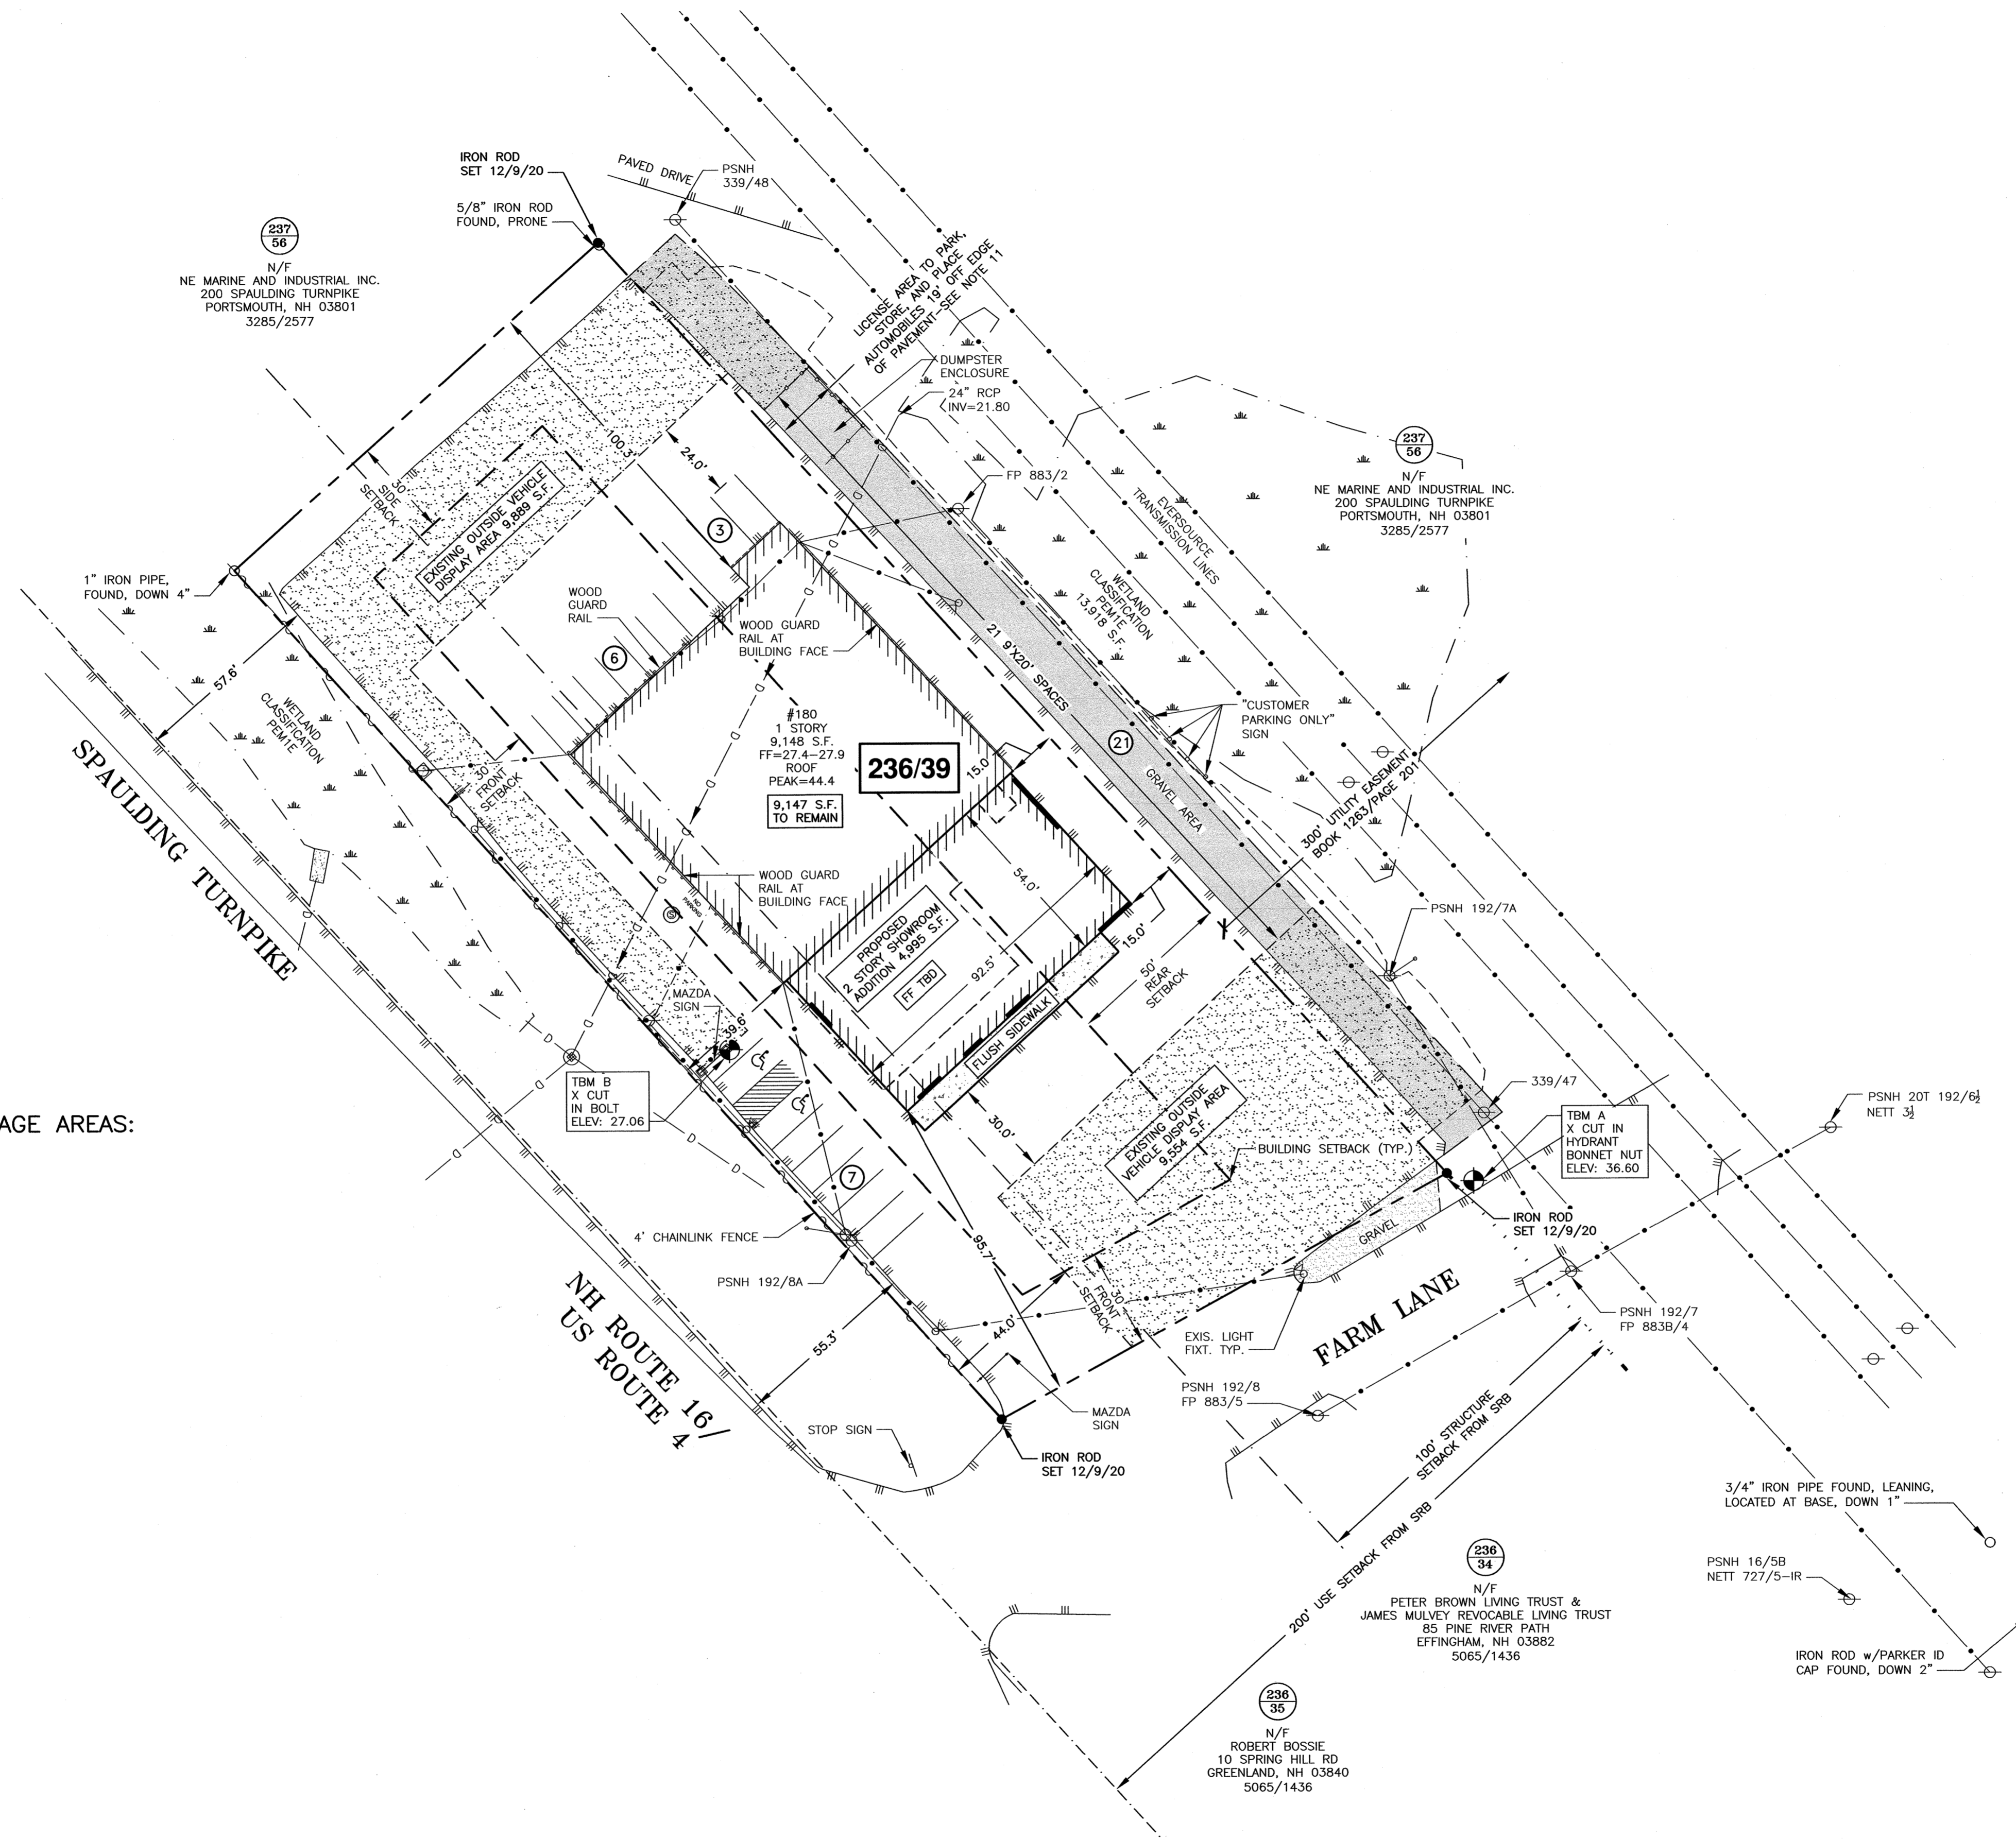 IRON ROD
SET 12/9/20
5/8" IRON ROD
FOUND, PRONE
PAVED DRIVE
PSNH
339/48
237
56
N/F
NE MARINE AND INDUSTRIAL INC.
200 SPAULDING TURNPIKE
PORTSMOUTH, NH 03801
3285/2577
LICENSE AREA TO PARK,
STORE, AND PLACE
AUTOMOBILES 19' OFF EDGE
OF PAVEMENT-SEE NOTE 11
DUMPSTER
ENCLOSURE
24" RCP
INV=21.80
FP 883/2
237
56
N/F
NE MARINE AND INDUSTRIAL INC.
200 SPAULDING TURNPIKE
PORTSMOUTH, NH 03801
3285/2577
EVERSOURCE
TRANSMISSION LINES
WETLAND
CLASSIFICATION
PEM1E
13,918 S.F.
100.3'
24.0'
30'
SIDE
SETBACK
EXISTING OUTSIDE VEHICLE
DISPLAY AREA 9,889 S.F.
3
6
1" IRON PIPE,
FOUND, DOWN 4"
WOOD
GUARD
RAIL
WOOD GUARD
RAIL AT
BUILDING FACE
21 9'X20' SPACES
57.6'
WETLAND
CLASSIFICATION
PEM1E
#180
1 STORY
9,148 S.F.
FF=27.4-27.9
ROOF
PEAK=44.4
9,147 S.F.
TO REMAIN
236/39
15.0'
"CUSTOMER
PARKING ONLY"
SIGN
21
GRAVEL AREA
300' UTILITY EASEMENT
BOOK 1263/PAGE 201
SPAULDING TURNPIKE
30'
FRONT
SETBACK
WOOD GUARD
RAIL AT
BUILDING FACE
NO
PARKING
S
54.0'
PROPOSED
2 STORY SHOWROOM
ADDITION 4,995 S.F.
FF TBD
92.5'
15.0'
50'
REAR
SETBACK
PSNH 192/7A
MAZDA
SIGN
39.6'
FLUSH SIDEWALK
TBM B
X CUT
IN BOLT
ELEV: 27.06
AGE AREAS:
30.0'
EXISTING OUTSIDE
VEHICLE DISPLAY AREA
9,554 S.F.
BUILDING SETBACK (TYP.)
339/47
TBM A
X CUT IN
HYDRANT
BONNET NUT
ELEV: 36.60
PSNH 20T 192/6½
NETT 3½
7
4' CHAINLINK FENCE
PSNH 192/8A
95.7'
GRAVEL
IRON ROD
SET 12/9/20
30'
FRONT
SETBACK
NH ROUTE 16/
US ROUTE 4
55.3'
44.0'
EXIS. LIGHT
FIXT. TYP.
FARM LANE
PSNH 192/7
FP 883B/4
PSNH 192/8
FP 883/5
MAZDA
SIGN
STOP SIGN
IRON ROD
SET 12/9/20
100' STRUCTURE
SETBACK FROM SRB
200' USE SETBACK FROM SRB
3/4" IRON PIPE FOUND, LEANING,
LOCATED AT BASE, DOWN 1"
PSNH 16/5B
NETT 727/5-IR
236
34
N/F
PETER BROWN LIVING TRUST &
JAMES MULVEY REVOCABLE LIVING TRUST
85 PINE RIVER PATH
EFFINGHAM, NH 03882
5065/1436
IRON ROD w/PARKER ID
CAP FOUND, DOWN 2"
236
35
N/F
ROBERT BOSSIE
10 SPRING HILL RD
GREENLAND, NH 03840
5065/1436